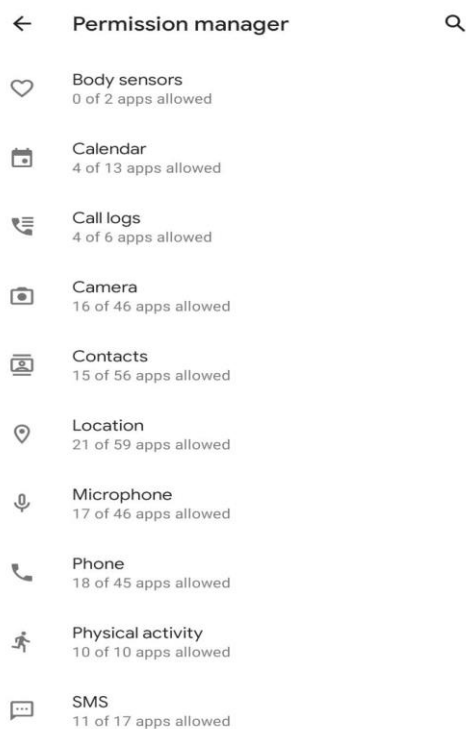 Permission manager
Body sensors
0 of 2 apps allowed
Calendar
4 of 13 apps allowed
Call logs
4 of 6 apps allowed
Camera
16 of 46 apps allowed
Contacts
15 of 56 apps allowed
Location
21 of 59 apps allowed
Microphone
17 of 46 apps allowed
Phone
18 of 45 apps allowed
Physical activity
10 of 10 apps allowed
SMS
11 of 17 apps allowed